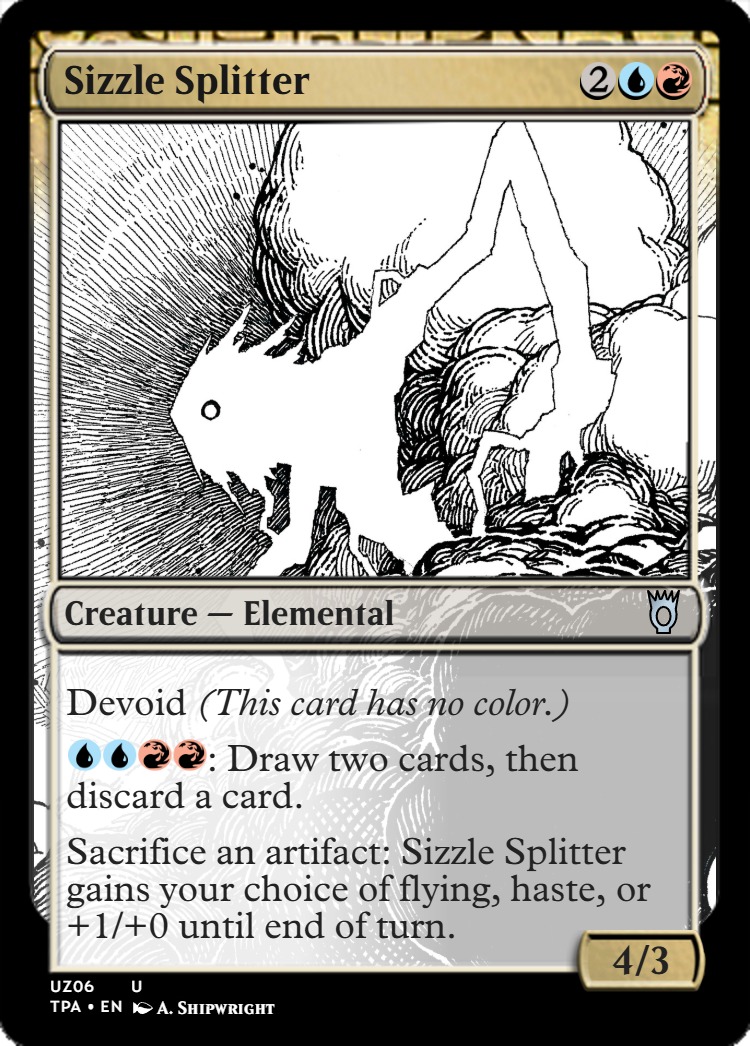 Sizzle Splitter 2
Creature — Elemental
Devoid (This card has no color.)
: Draw two cards, then
discard a card.
Sacrifice an artifact: Sizzle Splitter
gains your choice of flying, haste, or
+1/+0 until end of turn.
4/3
UZ06 U
TPA • EN A. Shipwright